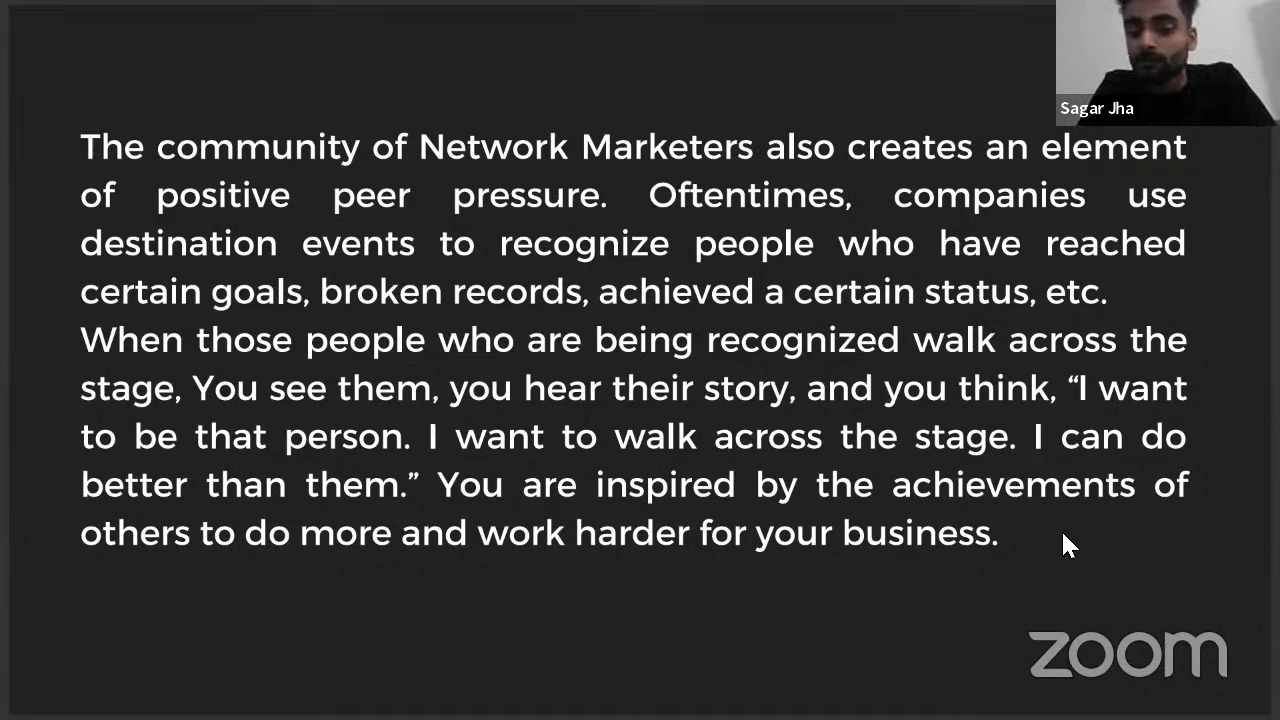 Sagar Jha
The community of Network Marketers also creates an element
of positive peer pressure. Oftentimes, companies use
destination events to recognize people who have reached
certain goals, broken records, achieved a certain status, etc.
When those people who are being recognized walk across the
stage, You see them, you hear their story, and you think, “I want
to be that person. I want to walk across the stage. I can do
better than them.” You are inspired by the achievements of
others to do more and work harder for your business.
zoom